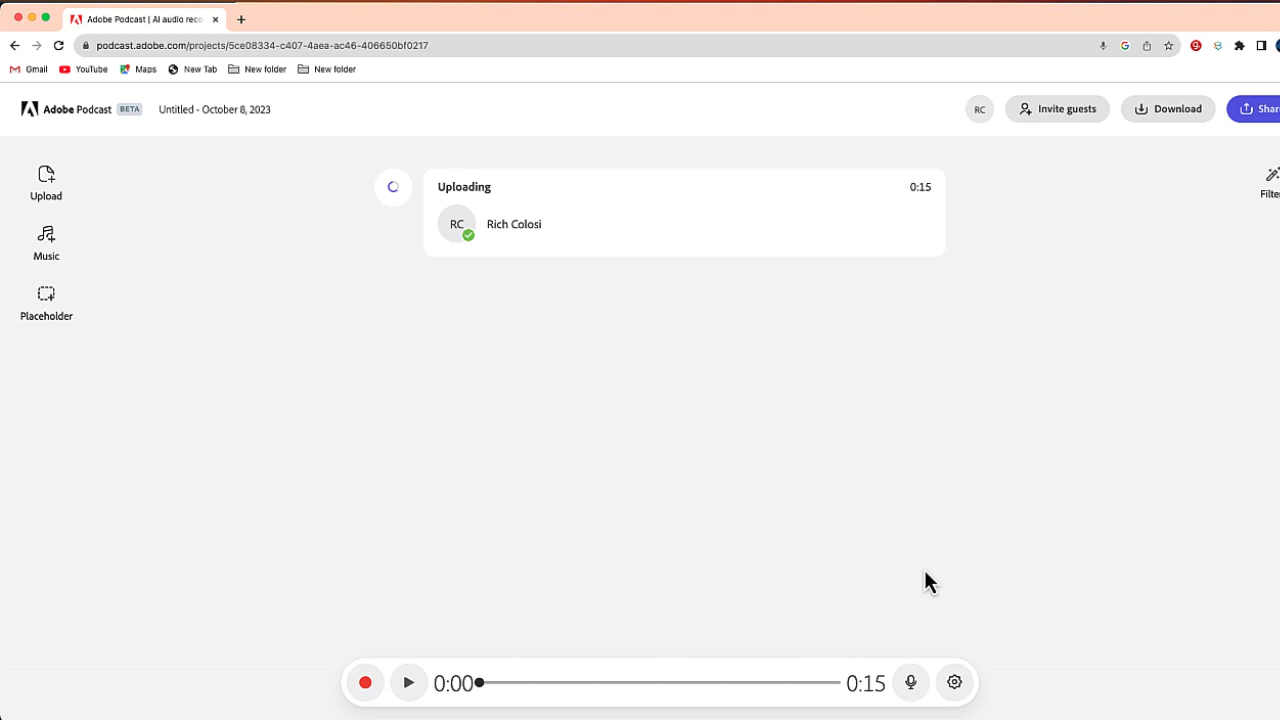 Adobe Podcast | AI audio reco
podcast.adobe.com/projects/5ce08334-c407-4aea-ac46-406650bf0217
Gmail YouTube Maps New Tab New folder New folder
Adobe Podcast BETA Untitled - October 8, 2023 RC Invite guests Download Shar
Upload
Music
Placeholder
Uploading 0:15
RC Rich Colosi
Filter
0:00 0:15